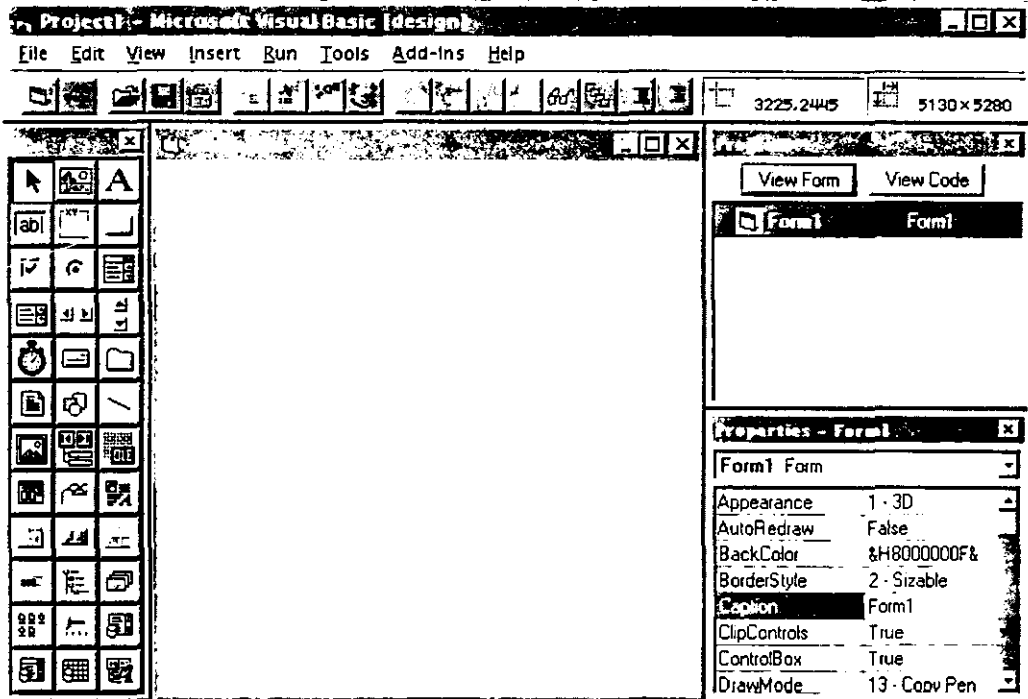 Project1 - Microsoft Visual Basic [design]
File Edit View Insert Run Tools Add-Ins Help
3225,2445 5130×5280
View Form View Code
A
Form1 Form1
ab|
XY
Properties - Form1
Form1 Form
Appearance 1 - 3D
AutoRedraw False
BackColor &H8000000F&
BorderStyle 2 - Sizable
Caption Form1
ClipControls True
ControlBox True
DrawMode 13 - Copy Pen